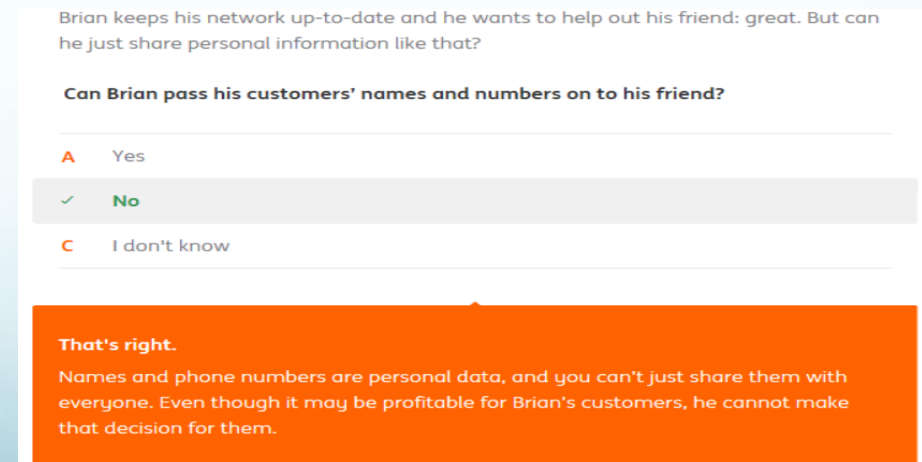 Brian keeps his network up-to-date and he wants to help out his friend: great. But can
he just share personal information like that?
Can Brian pass his customers’ names and numbers on to his friend?
A Yes
✓ No
C I don't know
That's right.
Names and phone numbers are personal data, and you can’t just share them with
everyone. Even though it may be profitable for Brian’s customers, he cannot make
that decision for them.